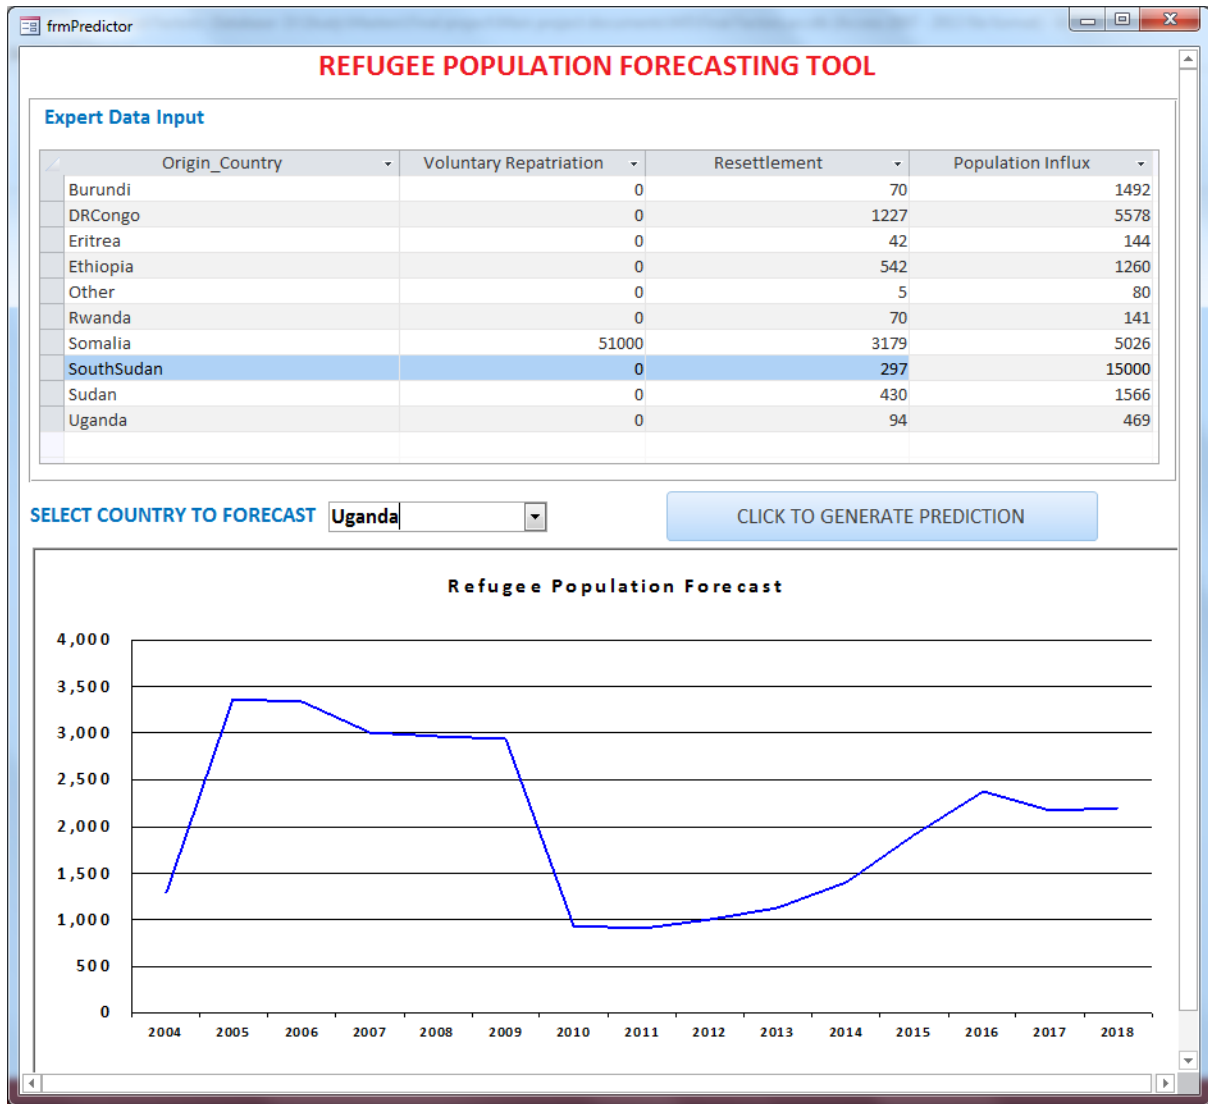 frmPredictor
REFUGEE POPULATION FORECASTING TOOL
Expert Data Input
Origin_Country Voluntary Repatriation Resettlement Population Influx
Burundi 0 70 1492
DRCongo 0 1227 5578
Eritrea 0 42 144
Ethiopia 0 542 1260
Other 0 5 80
Rwanda 0 70 141
Somalia 51000 3179 5026
SouthSudan 0 297 15000
Sudan 0 430 1566
Uganda 0 94 469
SELECT COUNTRY TO FORECAST Uganda CLICK TO GENERATE PREDICTION
Refugee Population Forecast
4,000
3,500
3,000
2,500
2,000
1,500
1,000
500
0
2004 2005 2006 2007 2008 2009 2010 2011 2012 2013 2014 2015 2016 2017 2018